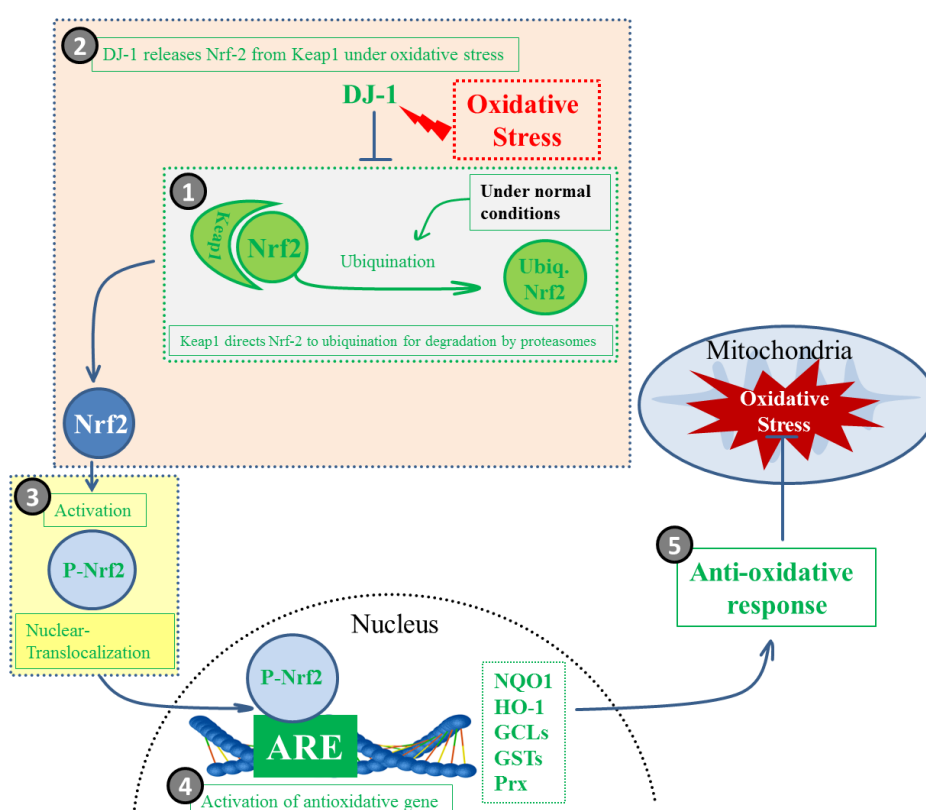 2
DJ-1 releases Nrf-2 from Keap1 under oxidative stress
DJ-1
Oxidative
Stress
1
Under normal
conditions
Keap1
Nrf2
Ubiquination
Ubiq.
Nrf2
Keap1 directs Nrf-2 to ubiquination for degradation by proteasomes
Nrf2
Mitochondria
Oxidative
Stress
3
Activation
P-Nrf2
Nuclear-
Translocalization
5
Anti-oxidative
response
Nucleus
P-Nrf2
ARE
NQO1
HO-1
GCLs
GSTs
Prx
4
Activation of antioxidative gene